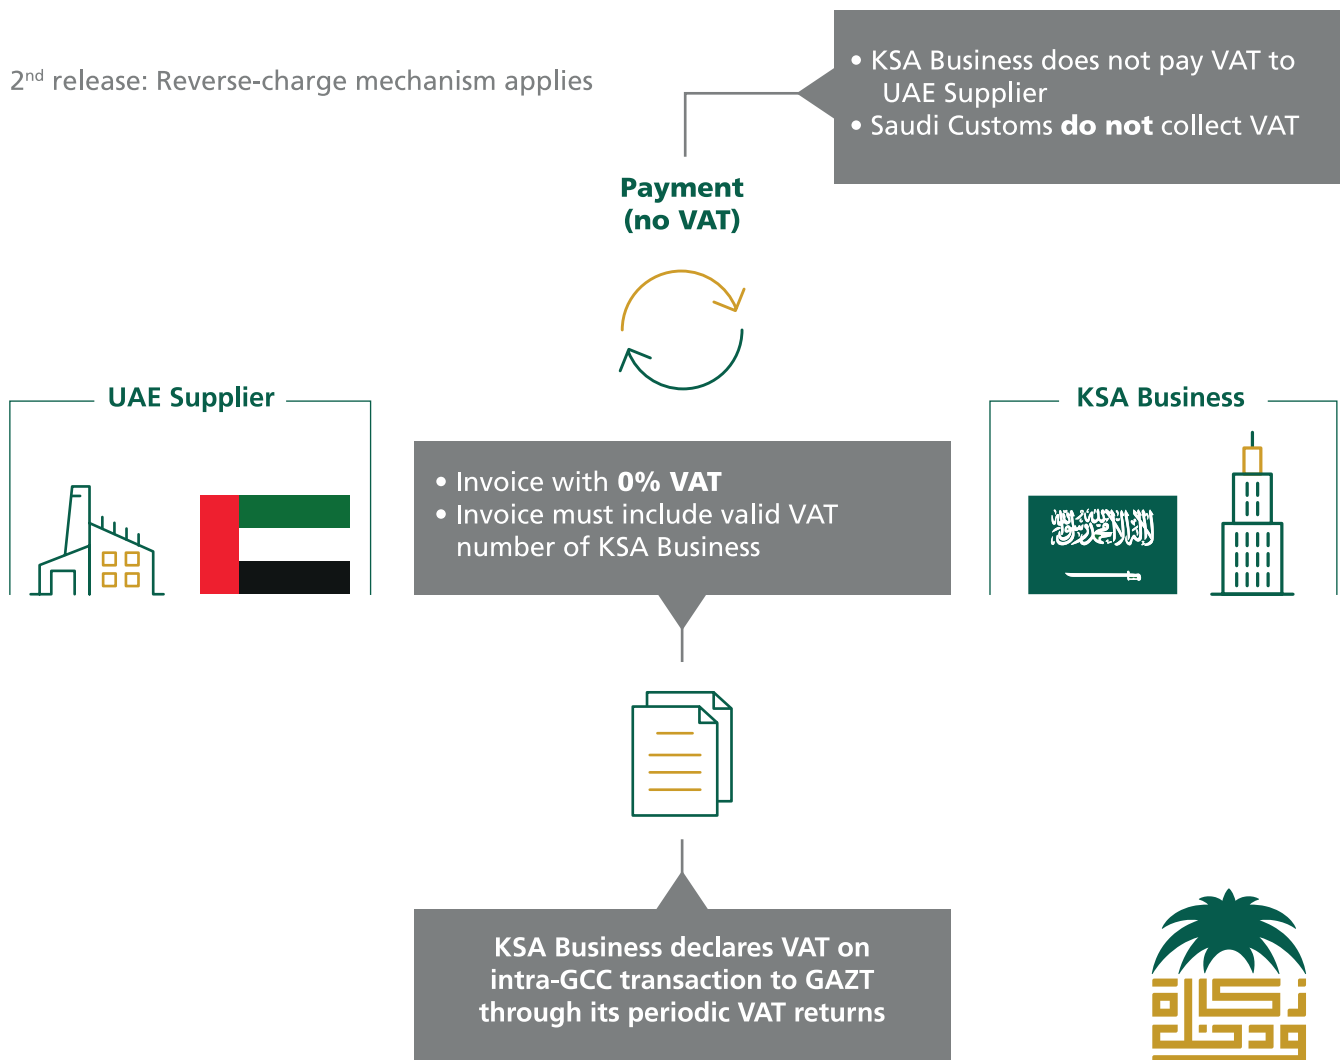 2nd release: Reverse-charge mechanism applies
• KSA Business does not pay VAT to
UAE Supplier
• Saudi Customs do not collect VAT
Payment
(no VAT)
UAE Supplier
KSA Business
• Invoice with 0% VAT
• Invoice must include valid VAT
number of KSA Business
KSA Business declares VAT on
intra-GCC transaction to GAZT
through its periodic VAT returns